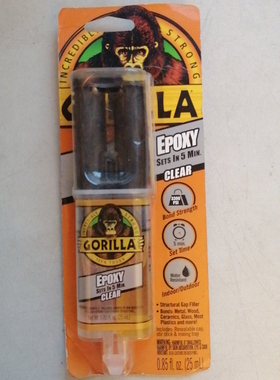 INCREDIBLY STRONG
GORILLA
EPOXY
SETS IN 5 MIN.
CLEAR
3300
PSI
Bond Strength
5 min.
Set Time
Water
Resistant
Indoor/Outdoor
GORILLA
EPOXY
SETS IN 5 MIN.
CLEAR
• Structural Gap Filler
• Bonds: Metal, Wood,
Ceramics, Glass, Most
Plastics and more!
0.85 fl.oz. (25 ml)